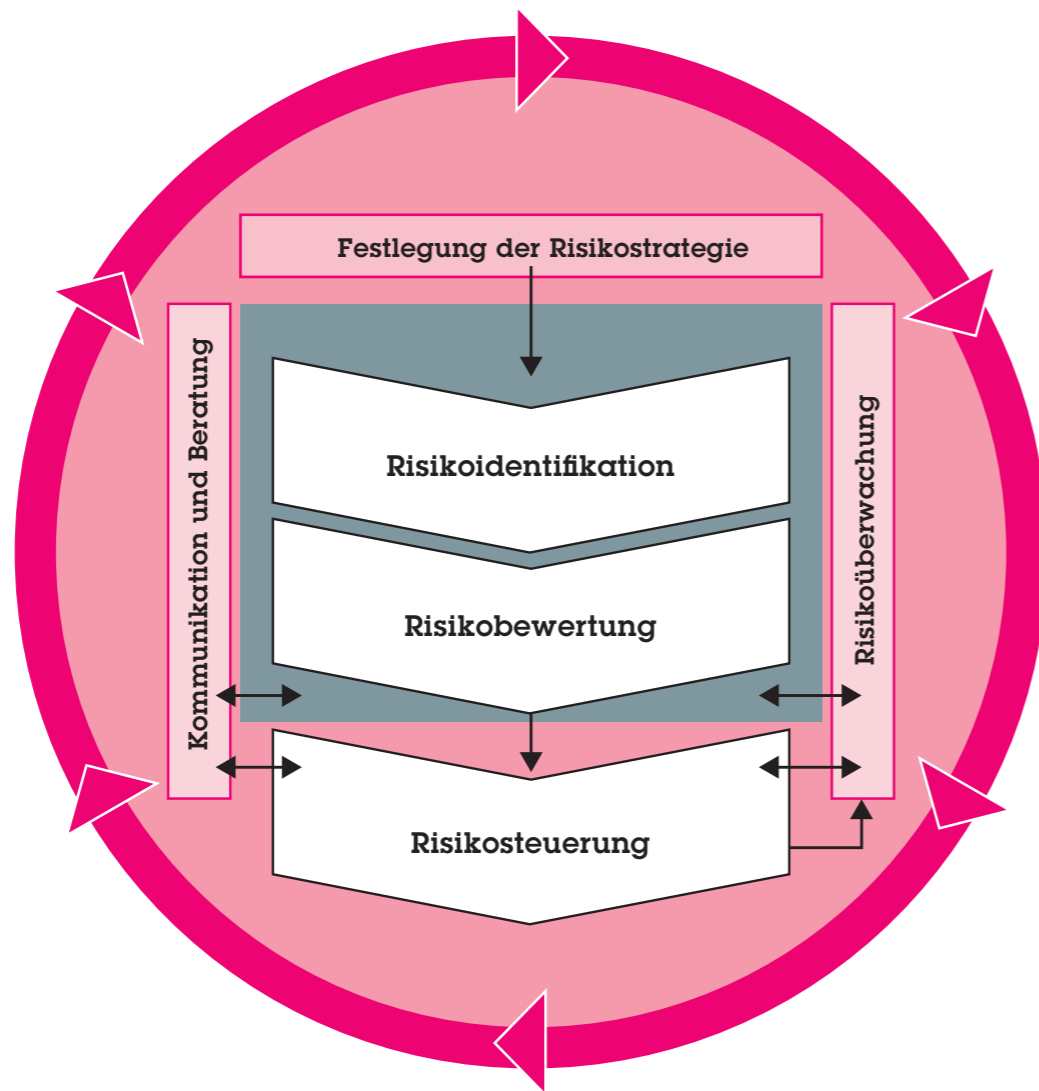 Festlegung der Risikostrategie
Kommunikation und Beratung
Risikoidentifikation
Risikobewertung
Risikosteuerung
Risikoüberwachung